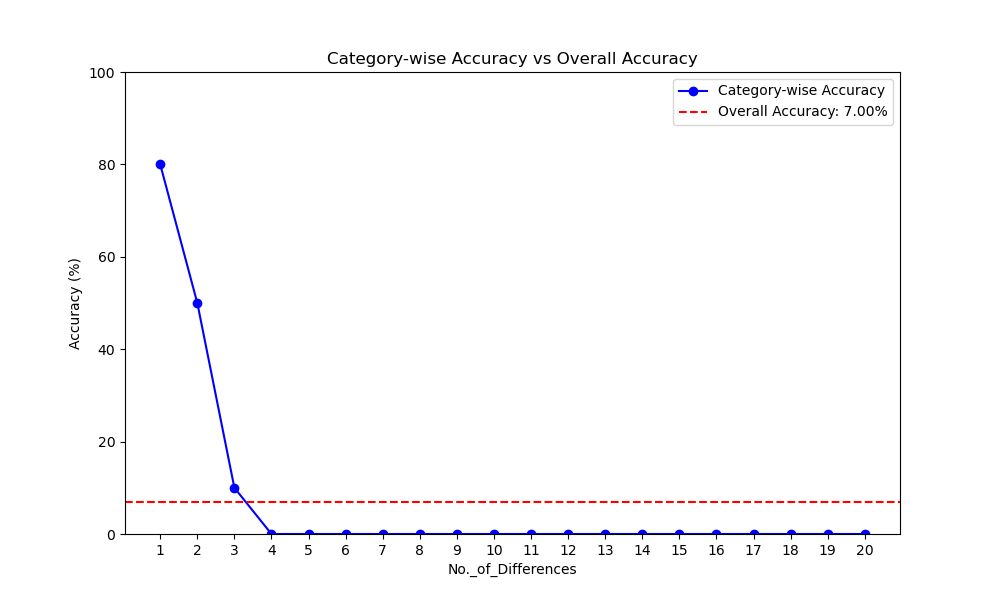 Category-wise Accuracy vs Overall Accuracy
100
80
60
40
20
0
Accuracy (%)
Category-wise Accuracy
Overall Accuracy: 7.00%
1 2 3 4 5 6 7 8 9 10 11 12 13 14 15 16 17 18 19 20
No._of_Differences